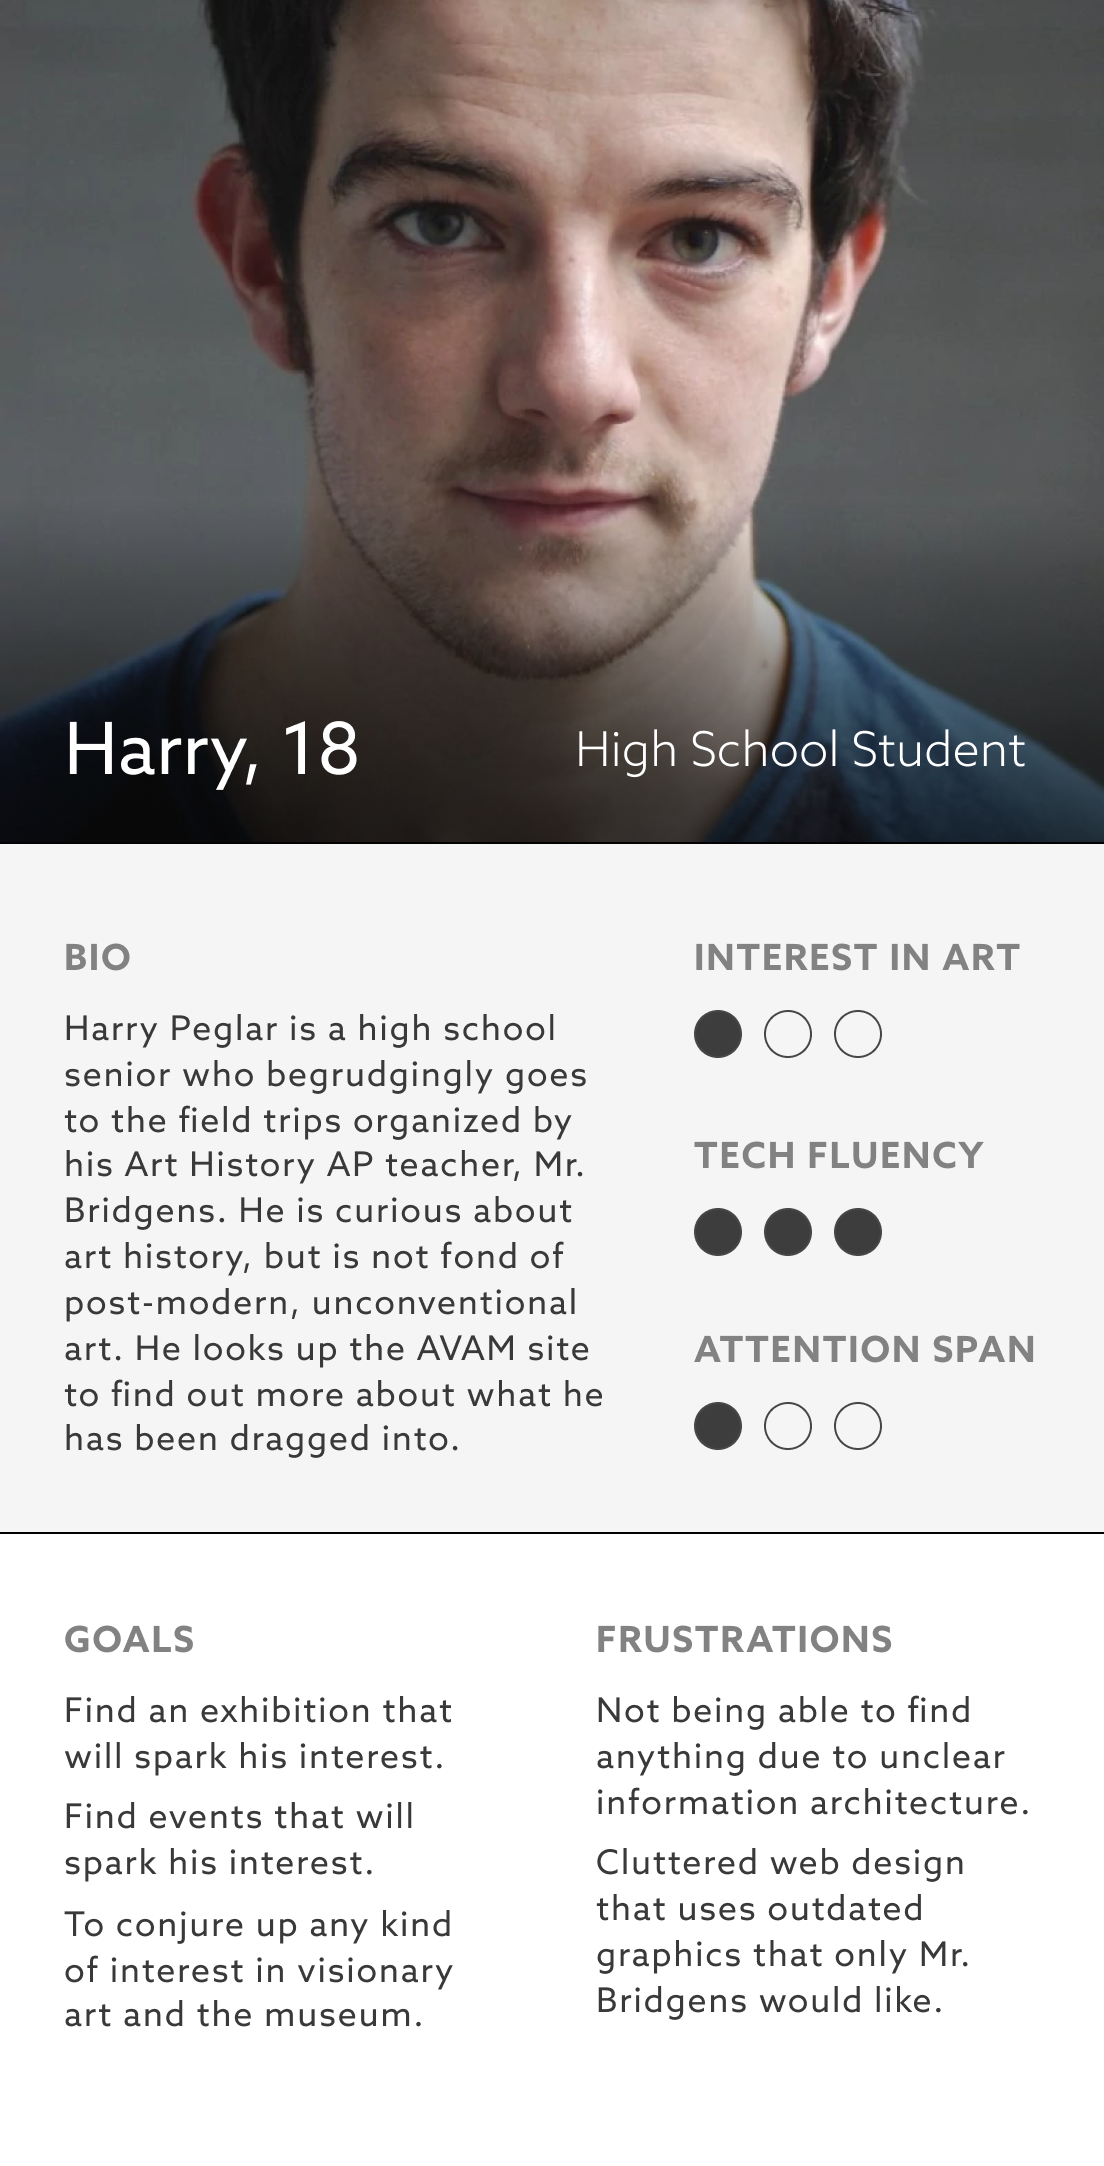 Harry, 18
High School Student
BIO
Harry Peglar is a high school
senior who begrudgingly goes
to the field trips organized by
his Art History AP teacher, Mr.
Bridgens. He is curious about
art history, but is not fond of
post-modern, unconventional
art. He looks up the AVAM site
to find out more about what he
has been dragged into.
INTEREST IN ART
TECH FLUENCY
ATTENTION SPAN
GOALS
Find an exhibition that
will spark his interest.
Find events that will
spark his interest.
To conjure up any kind
of interest in visionary
art and the museum.
FRUSTRATIONS
Not being able to find
anything due to unclear
information architecture.
Cluttered web design
that uses outdated
graphics that only Mr.
Bridgens would like.